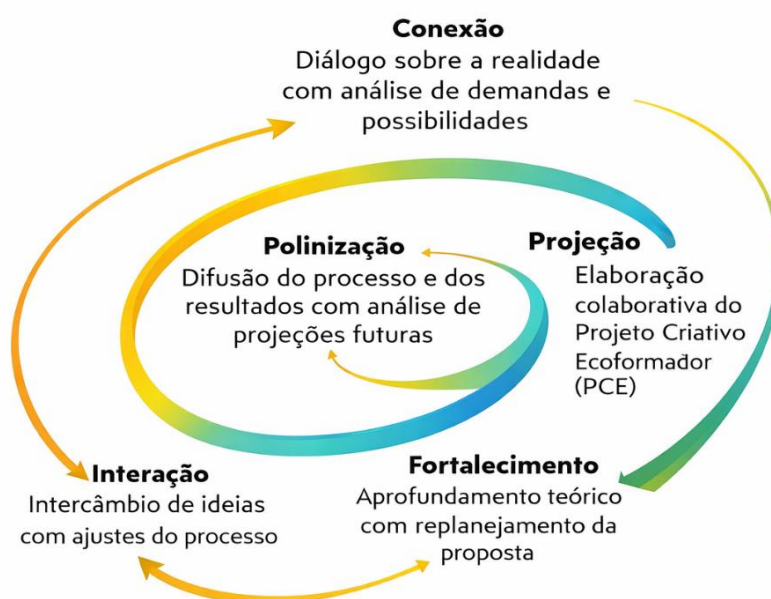 Conexão
Diálogo sobre a realidade
com análise de demandas e
possibilidades
Polinização
Difusão do processo e dos
resultados com análise de
projeções futuras
Projeção
Elaboração
colaborativa do
Projeto Criativo
Ecoformador
(PCE)
Interação
Intercâmbio de ideias
com ajustes do processo
Fortalecimento
Aprofundamento teórico
com replanejamento da
proposta